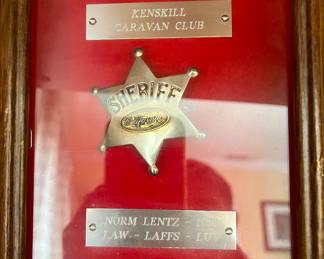 KENSKILL
CARAVAN CLUB
SHERIFF
NORM LENTZ -
LAW - LAFFS - LUV